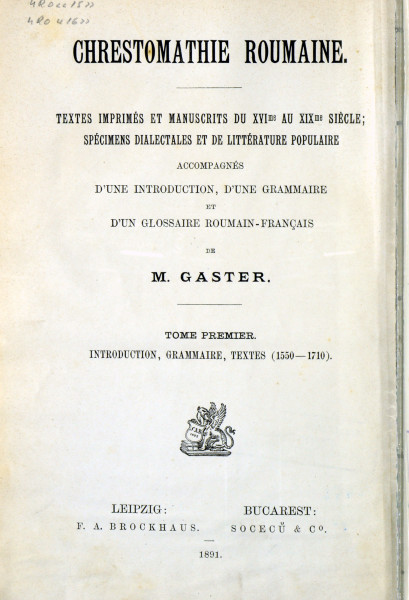 CHRESTOMATHIE ROUMAINE.
TEXTES IMPRIMÉS ET MANUSCRITS DU XVIme AU XIXme SIÈCLE;
SPÉCIMENS DIALECTALES ET DE LITTÉRATURE POPULAIRE
ACCOMPAGNÉS
D'UNE INTRODUCTION, D'UNE GRAMMAIRE
ET
D'UN GLOSSAIRE ROUMAIN-FRANÇAIS
DE
M. GASTER.
TOME PREMIER.
INTRODUCTION, GRAMMAIRE, TEXTES (1550—1710).
LEIPZIG:
F. A. BROCKHAUS.
BUCAREST:
SOCECŬ & Co.
1891.